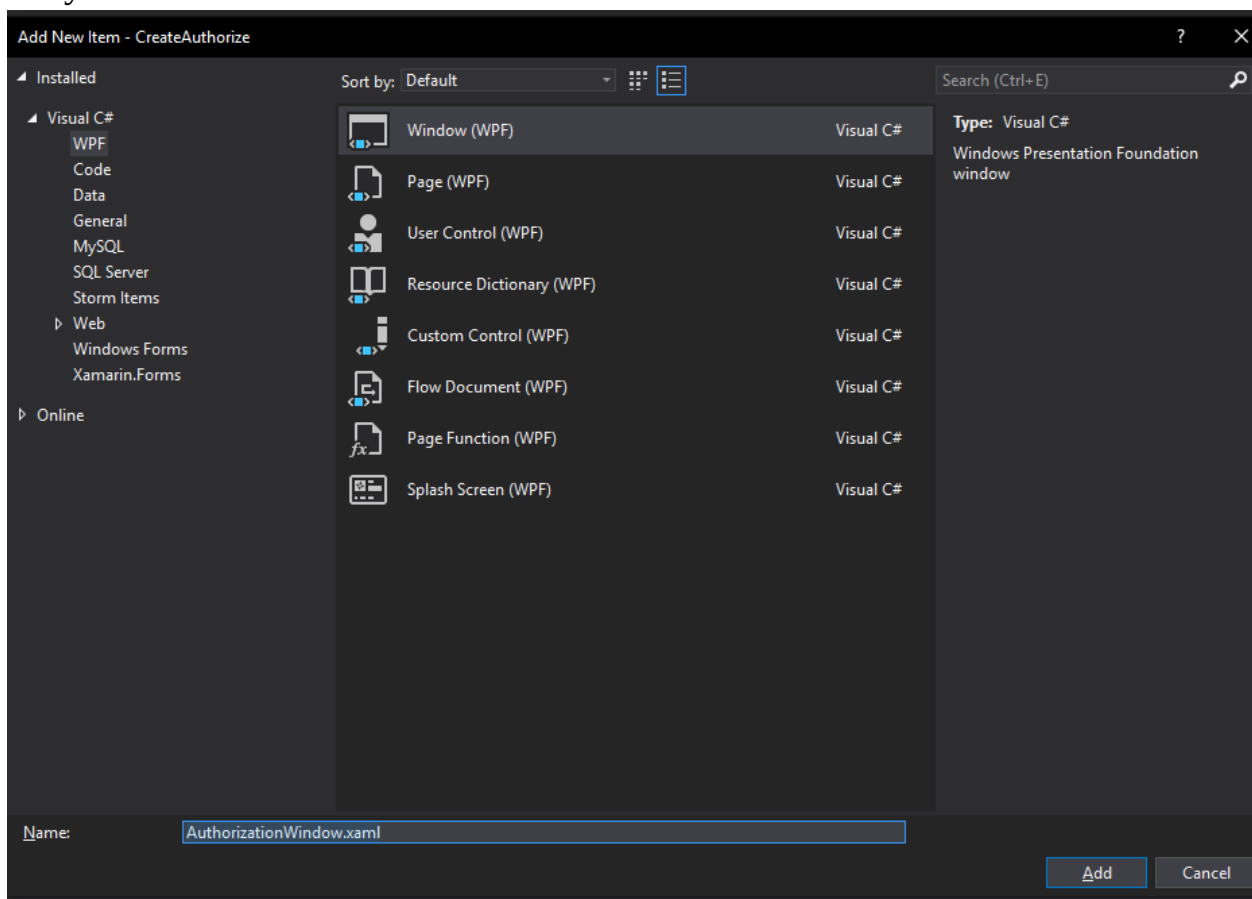 Add New Item - CreateAuthorize ?
Installed
Visual C#
WPF
Code
Data
General
MySQL
SQL Server
Storm Items
Web
Windows Forms
Xamarin.Forms
Online
Sort by: Default
Window (WPF) Visual C#
Page (WPF) Visual C#
User Control (WPF) Visual C#
Resource Dictionary (WPF) Visual C#
Custom Control (WPF) Visual C#
Flow Document (WPF) Visual C#
Page Function (WPF) Visual C#
Splash Screen (WPF) Visual C#
Search (Ctrl+E)
Type: Visual C#
Windows Presentation Foundation
window
Name: AuthorizationWindow.xaml
Add Cancel